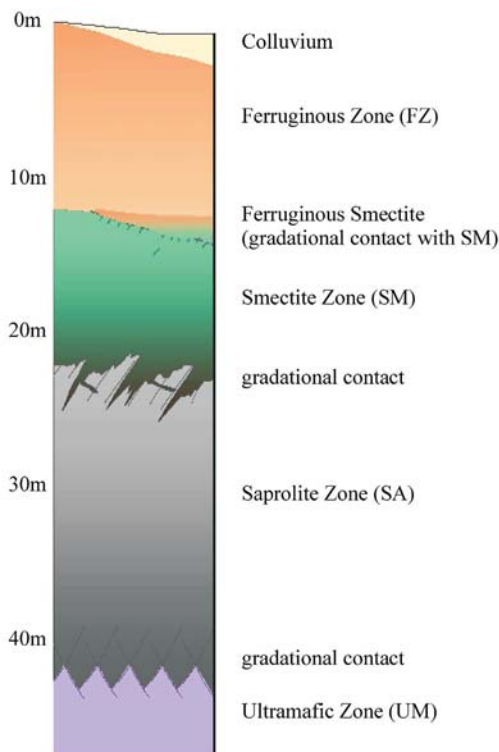 0m
Colluvium
Ferruginous Zone (FZ)
10m
Ferruginous Smectite
(gradational contact with SM)
Smectite Zone (SM)
20m
gradational contact
30m
Saprolite Zone (SA)
40m
gradational contact
Ultramafic Zone (UM)